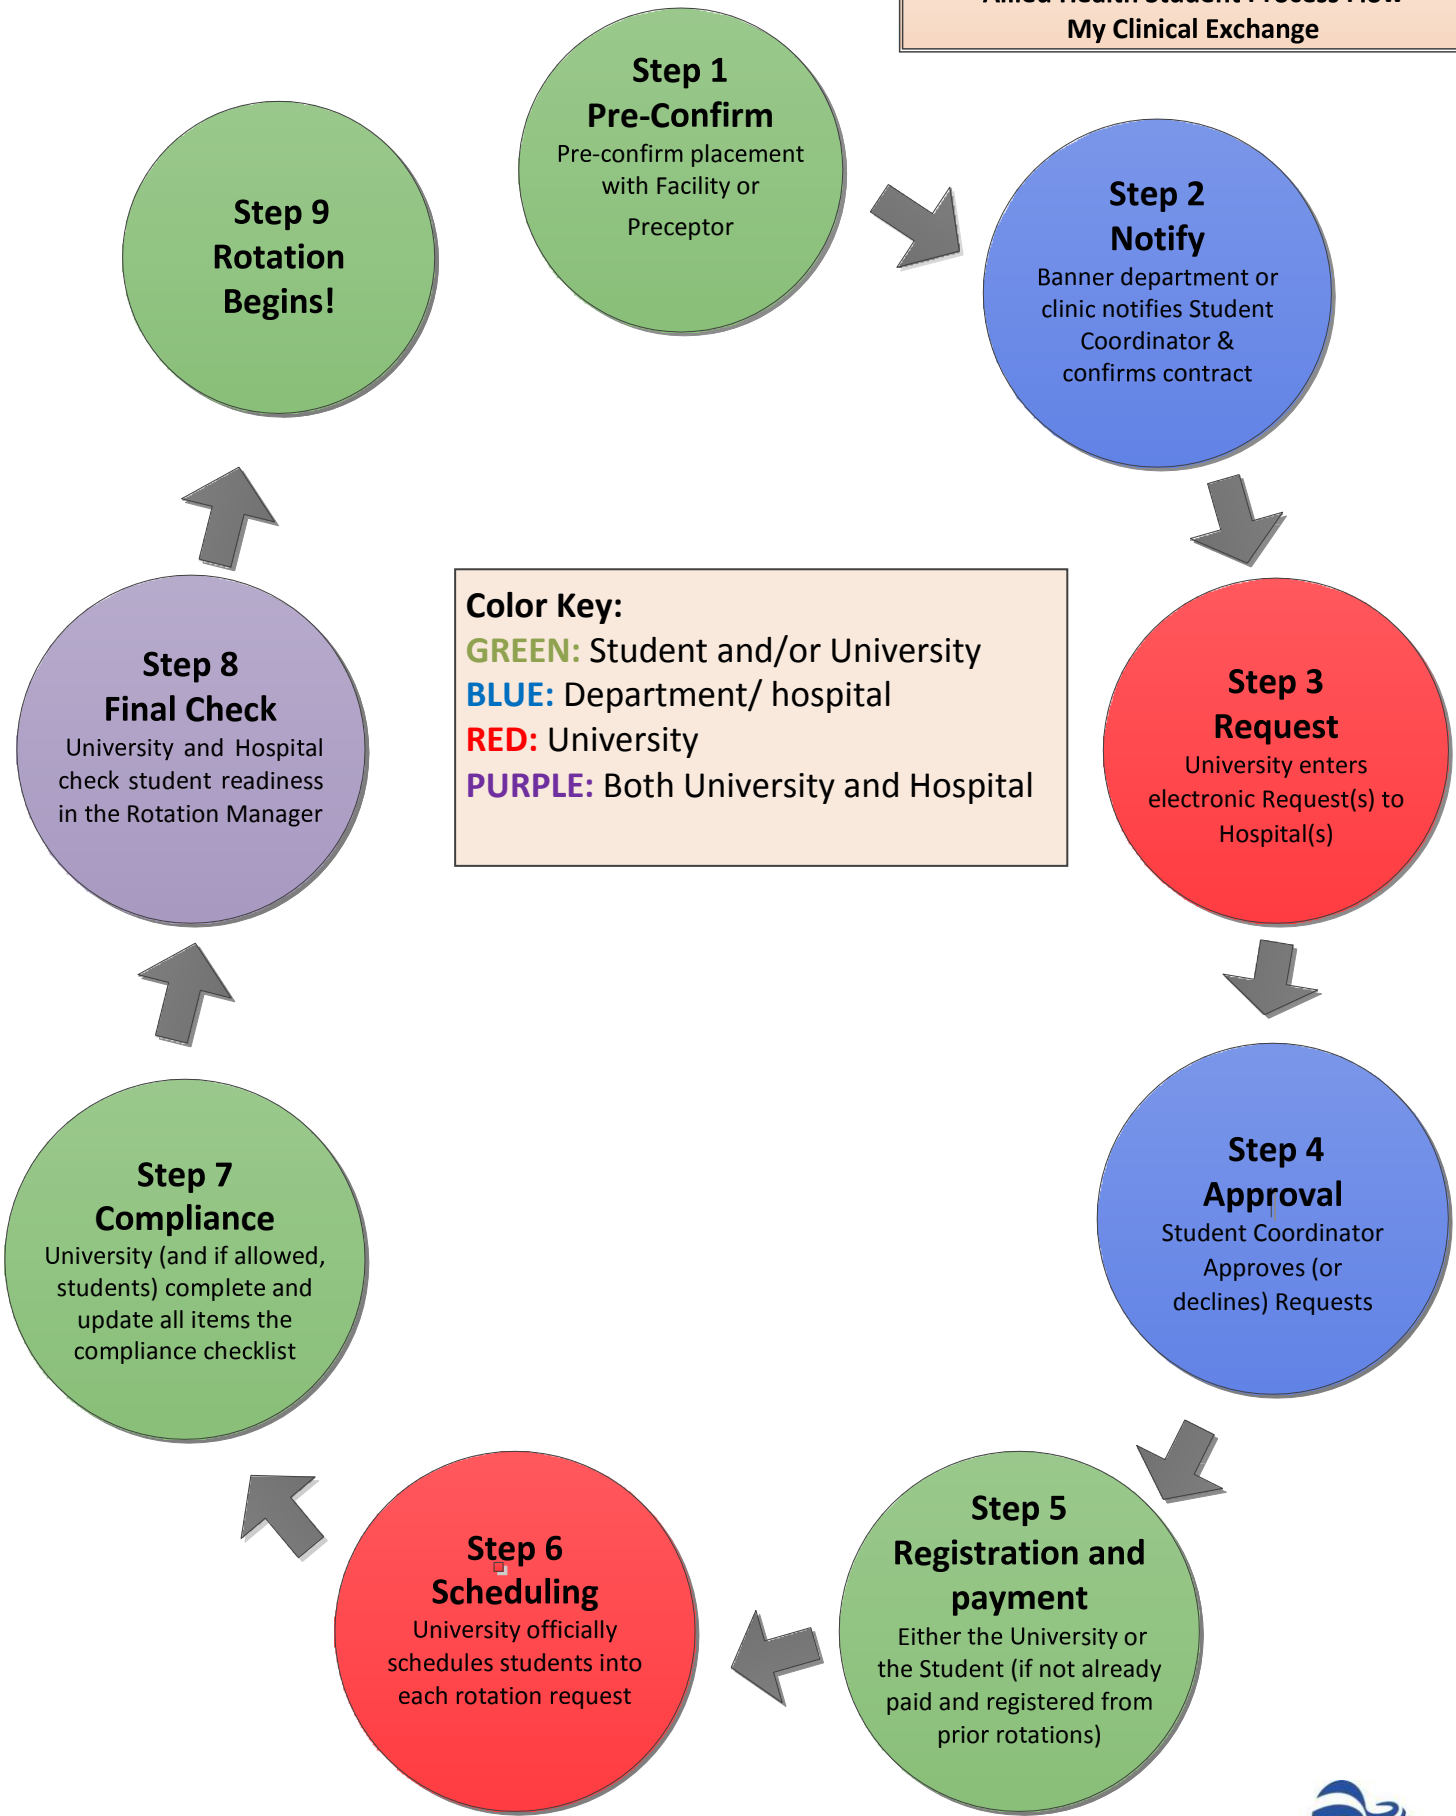 Allied Health Student Process Flow
My Clinical Exchange
Step 1
Pre-Confirm
Pre-confirm placement
with Facility or
Preceptor
Step 2
Notify
Banner department or
clinic notifies Student
Coordinator &
confirms contract
Step 3
Request
University enters
electronic Request(s) to
Hospital(s)
Step 4
Approval
Student Coordinator
Approves (or
declines) Requests
Step 5
Registration and
payment
Either the University or
the Student (if not already
paid and registered from
prior rotations)
Step 6
Scheduling
University officially
schedules students into
each rotation request
Step 7
Compliance
University (and if allowed,
students) complete and
update all items the
compliance checklist
Step 8
Final Check
University and Hospital
check student readiness
in the Rotation Manager
Step 9
Rotation
Begins!
Color Key:
GREEN: Student and/or University
BLUE: Department/ hospital
RED: University
PURPLE: Both University and Hospital